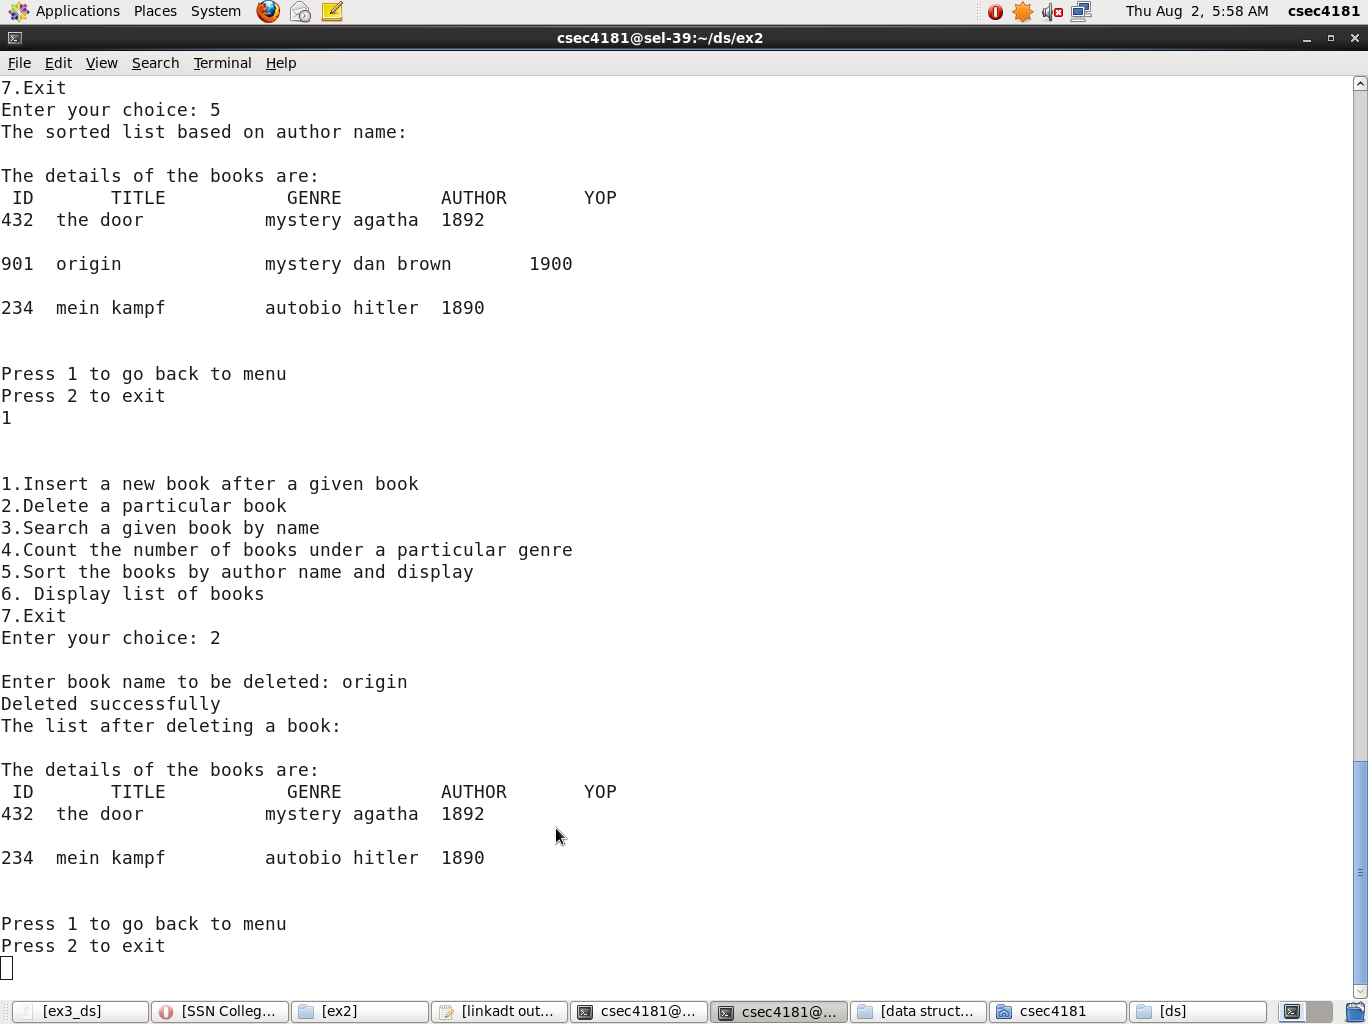 Applications Places System Thu Aug 2, 5:58 AM csec4181
csec4181@sel-39:~/ds/ex2
File Edit View Search Terminal Help
7.Exit
Enter your choice: 5
The sorted list based on author name:
The details of the books are:
ID TITLE GENRE AUTHOR YOP
432 the door mystery agatha 1892
901 origin mystery dan brown 1900
234 mein kampf autobio hitler 1890
Press 1 to go back to menu
Press 2 to exit
1
1.Insert a new book after a given book
2.Delete a particular book
3.Search a given book by name
4.Count the number of books under a particular genre
5.Sort the books by author name and display
6. Display list of books
7.Exit
Enter your choice: 2
Enter book name to be deleted: origin
Deleted successfully
The list after deleting a book:
The details of the books are:
ID TITLE GENRE AUTHOR YOP
432 the door mystery agatha 1892
234 mein kampf autobio hitler 1890
Press 1 to go back to menu
Press 2 to exit
[ex3_ds] [SSN Colleg... [ex2] [linkadt out... csec4181@... csec4181@... [data struct... csec4181 [ds]